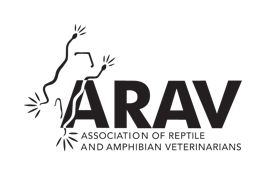 ARAV
ASSOCIATION OF REPTILE
AND AMPHIBIAN VETERINARIANS